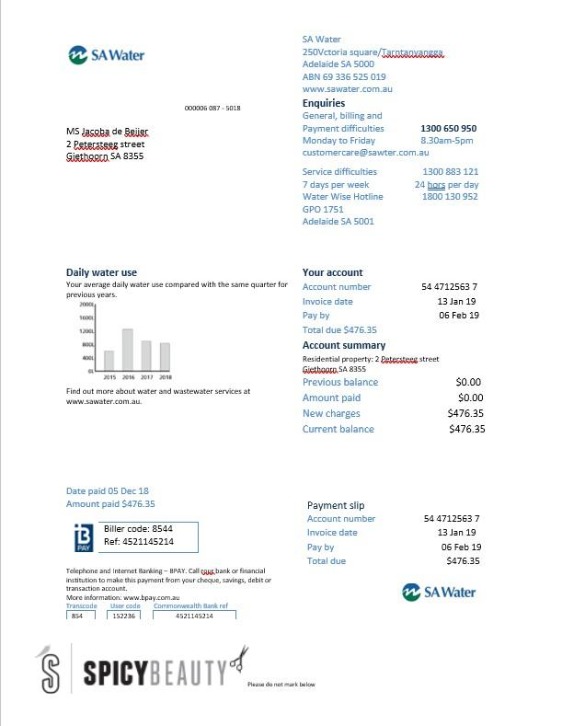 SA Water
SA Water
250Vctoria square/Tarntanyangga
Adelaide SA 5000
ABN 69 336 525 019
www.sawater.com.au
Enquiries
General, billing and
Payment difficulties 1300 650 950
Monday to Friday 8.30am-5pm
customercare@sawter.com.au
Service difficulties 1300 883 121
7 days per week 24 hors per day
Water Wise Hotline 1800 130 952
GPO 1751
Adelaide SA 5001
000006 087 - 5018
MS Jacoba de Beijer
2 Petersteeg street
Giethoorn SA 8355
Daily water use
Your average daily water use compared with the same quarter for
previous years.
2000L
1600L
1200L
800L
400L
0L
2015 2016 2017 2018
Find out more about water and wastewater services at
www.sawater.com.au.
Your account
Account number 54 4712563 7
Invoice date 13 Jan 19
Pay by 06 Feb 19
Total due $476.35
Account summary
Residential property: 2 Petersteeg street
Giethoorn SA 8355
Previous balance $0.00
Amount paid $0.00
New charges $476.35
Current balance $476.35
Date paid 05 Dec 18
Amount paid $476.35
B
PAY
Biller code: 8544
Ref: 4521145214
Telephone and Internet Banking – BPAY. Call your bank or financial
institution to make this payment from your cheque, savings, debit or
transaction account.
More information: www.bpay.com.au
Transcode User code Commonwealth Bank ref
854 152236 4521145214
Payment slip
Account number 54 4712563 7
Invoice date 13 Jan 19
Pay by 06 Feb 19
Total due $476.35
SA Water
S SPICYBEAUTY
Please do not mark below